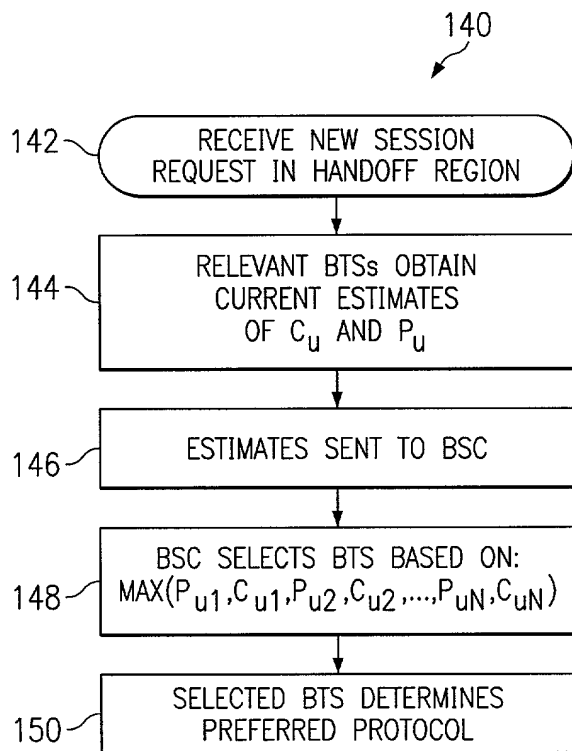 140
142
RECEIVE NEW SESSION
REQUEST IN HANDOFF REGION
144
RELEVANT BTSs OBTAIN
CURRENT ESTIMATES
OF Cu AND Pu
146
ESTIMATES SENT TO BSC
148
BSC SELECTS BTS BASED ON:
MAX(Pu1,Cu1,Pu2,Cu2,...,PuN,CuN)
150
SELECTED BTS DETERMINES
PREFERRED PROTOCOL